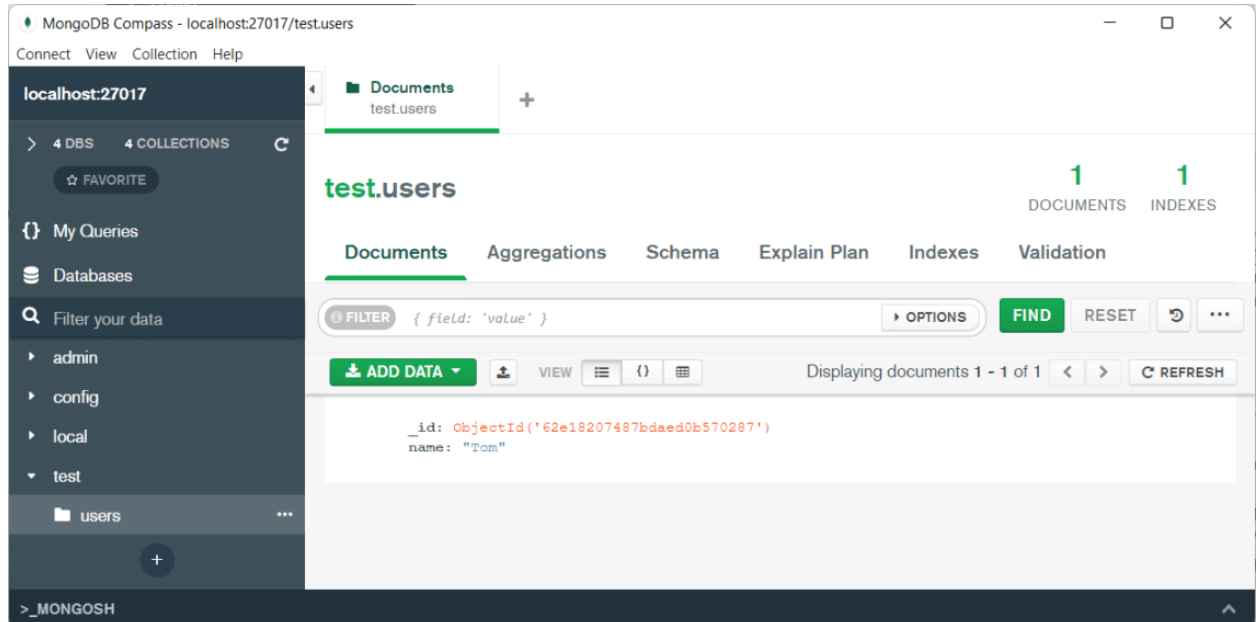 MongoDB Compass - localhost:27017/test.users
Connect View Collection Help
localhost:27017
4 DBS 4 COLLECTIONS
FAVORITE
{} My Queries
Databases
Filter your data
admin
config
local
test
users
Documents
test.users
test.users
1
DOCUMENTS
1
INDEXES
Documents Aggregations Schema Explain Plan Indexes Validation
FILTER { field: 'value' } OPTIONS FIND RESET
ADD DATA VIEW {} Displaying documents 1 - 1 of 1 REFRESH
_id: ObjectId('62e18207487bdaed0b570287')
name: "Tom"
>_MONGOSH